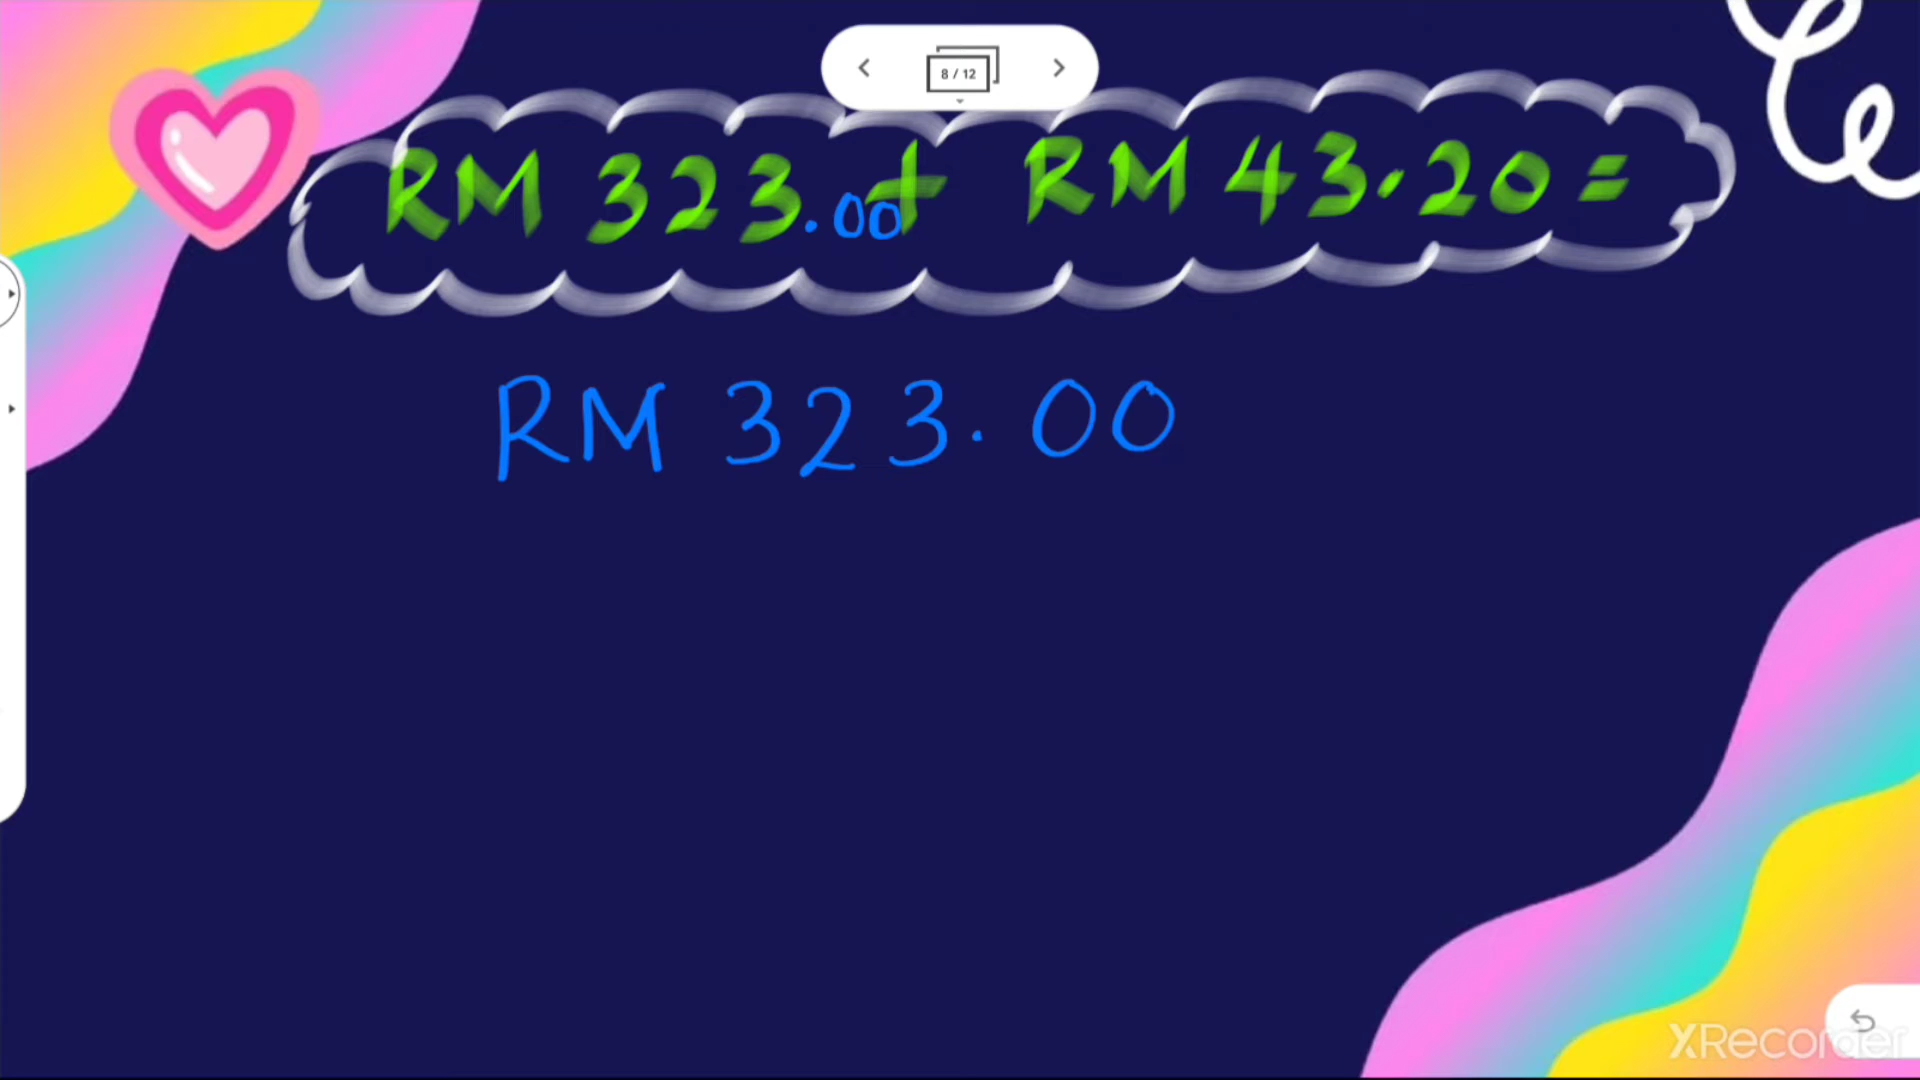 8 / 12
RM 323.00 + RM 43.20 =
RM 323.00
XRecorder